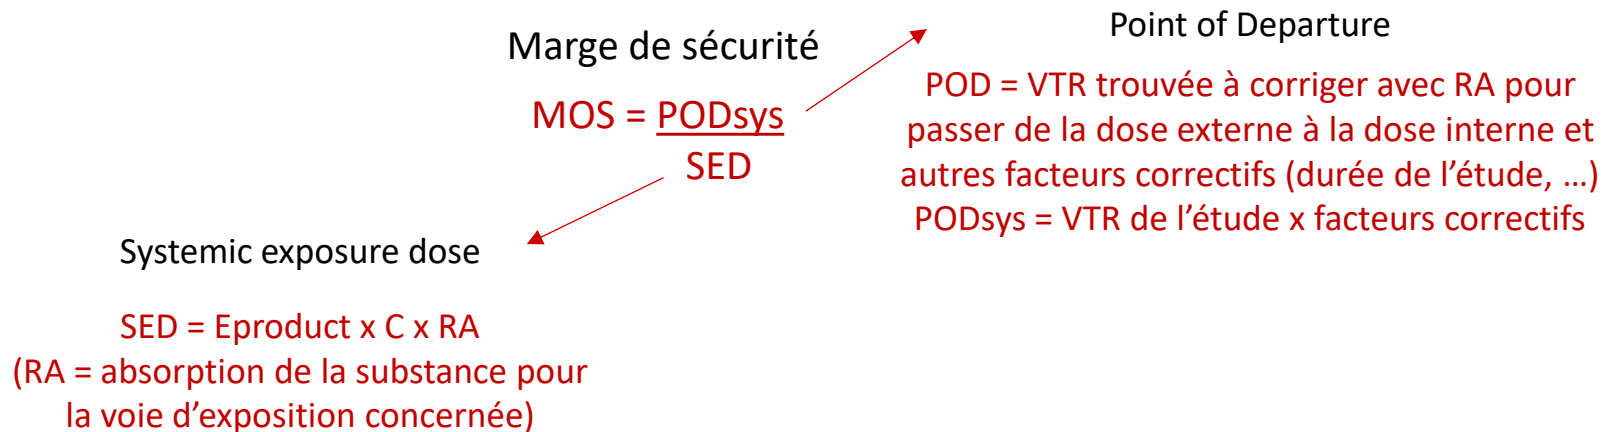 Marge de sécurité
MOS = PODsys
SED
Point of Departure
POD = VTR trouvée à corriger avec RA pour
passer de la dose externe à la dose interne et
autres facteurs correctifs (durée de l’étude, …)
PODsys = VTR de l’étude x facteurs correctifs
Systemic exposure dose
SED = Eproduct x C x RA
(RA = absorption de la substance pour
la voie d’exposition concernée)